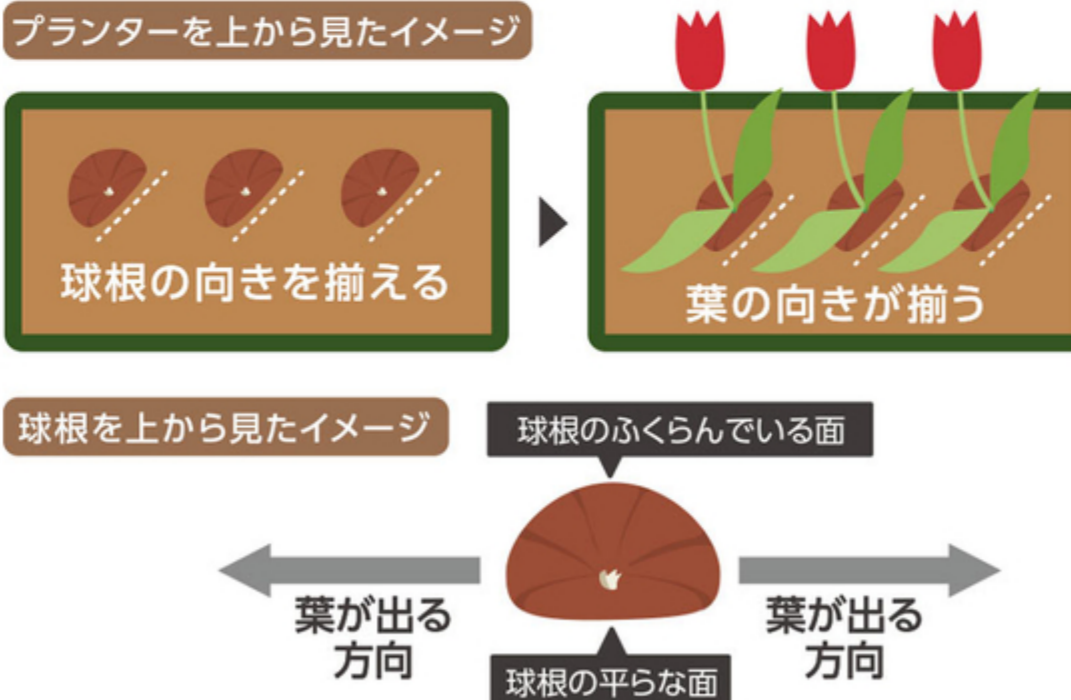 プランターを上から見たイメージ
球根の向きを揃える
葉の向きが揃う
球根を上から見たイメージ
球根のふくらんでいる面
葉が出る
方向
葉が出る
方向
球根の平らな面